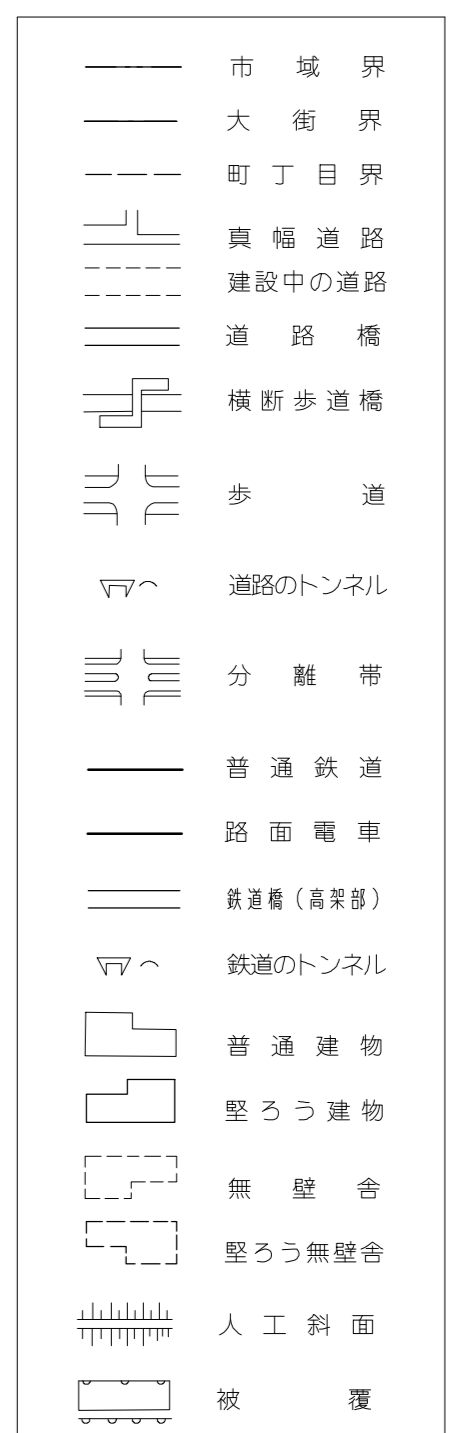 市域界
大街界
町丁目界
真幅道路
建設中の道路
道路橋
横断歩道橋
歩道
道路のトンネル
分離帯
普通鉄道
路面電車
鉄道橋（高架部）
鉄道のトンネル
普通建物
堅ろう建物
無壁舎
堅ろう無壁舎
人工斜面
被覆